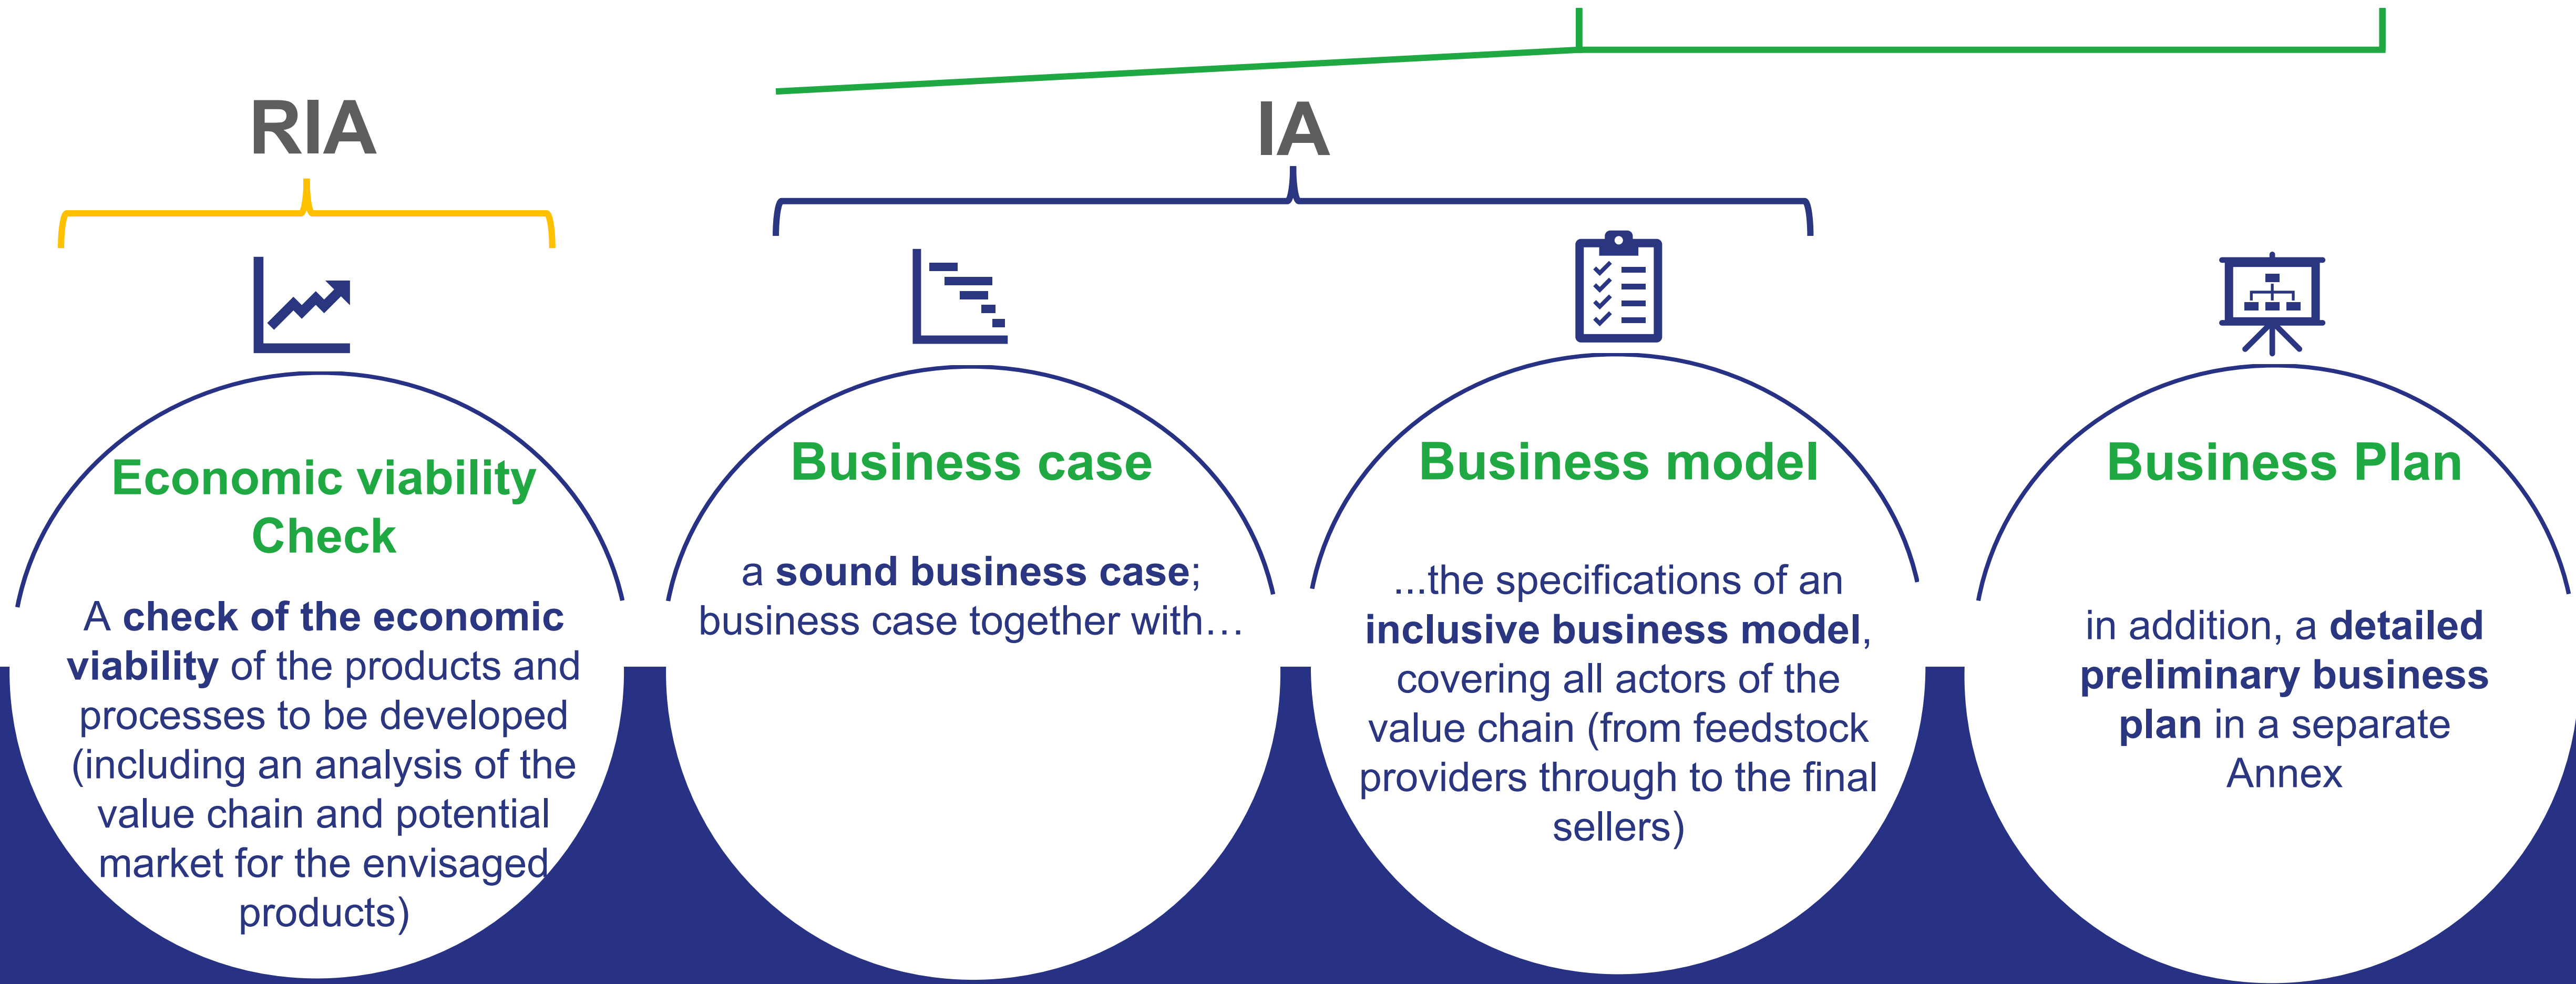 RIA
IA
Economic viability
Check
A check of the economic
viability of the products and
processes to be developed
(including an analysis of the
value chain and potential
market for the envisaged
products)
Business case
a sound business case;
business case together with…
Business model
...the specifications of an
inclusive business model,
covering all actors of the
value chain (from feedstock
providers through to the final
sellers)
Business Plan
in addition, a detailed
preliminary business
plan in a separate
Annex